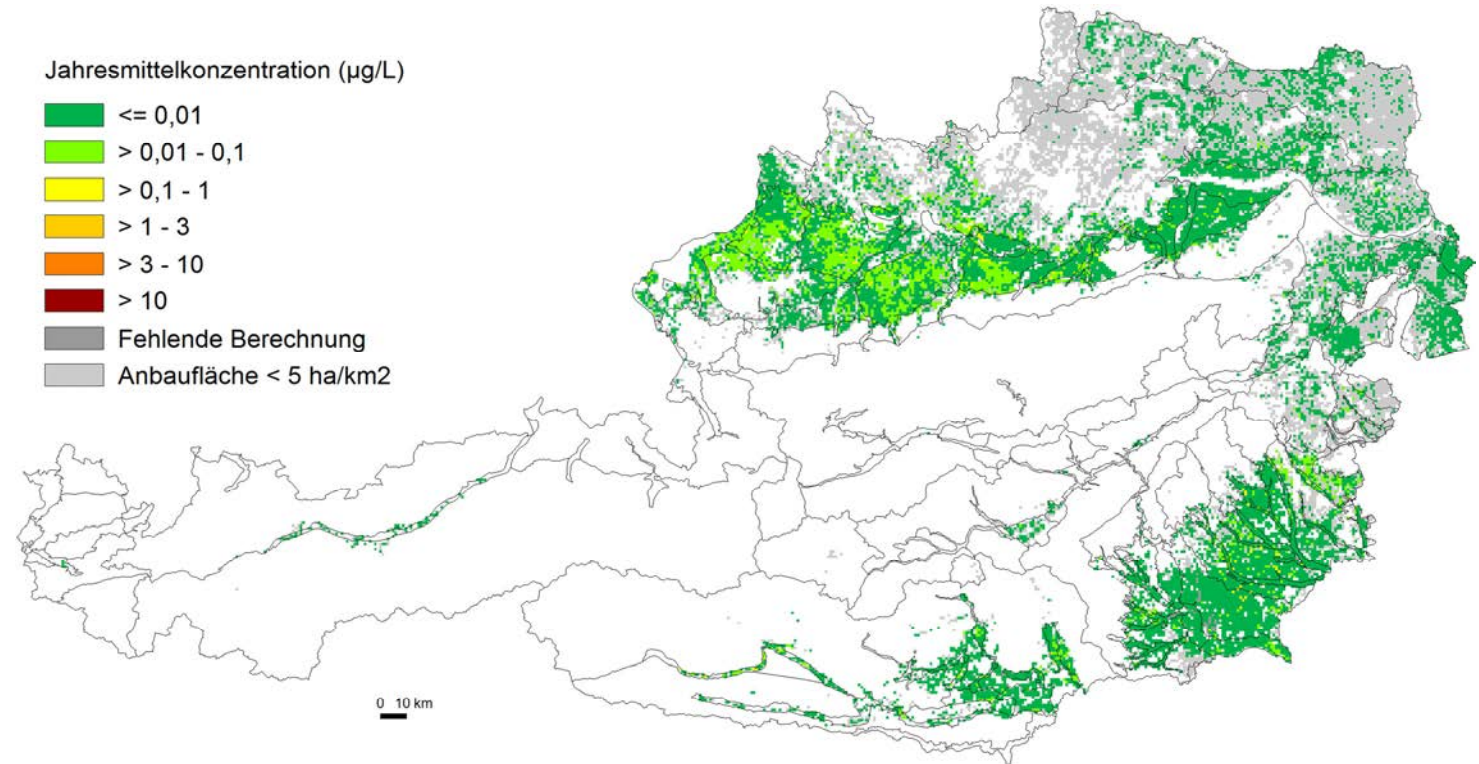 Jahresmittelkonzentration (µg/L)
<= 0,01
> 0,01 - 0,1
> 0,1 - 1
> 1 - 3
> 3 - 10
> 10
Fehlende Berechnung
Anbaufläche < 5 ha/km2
0 10 km